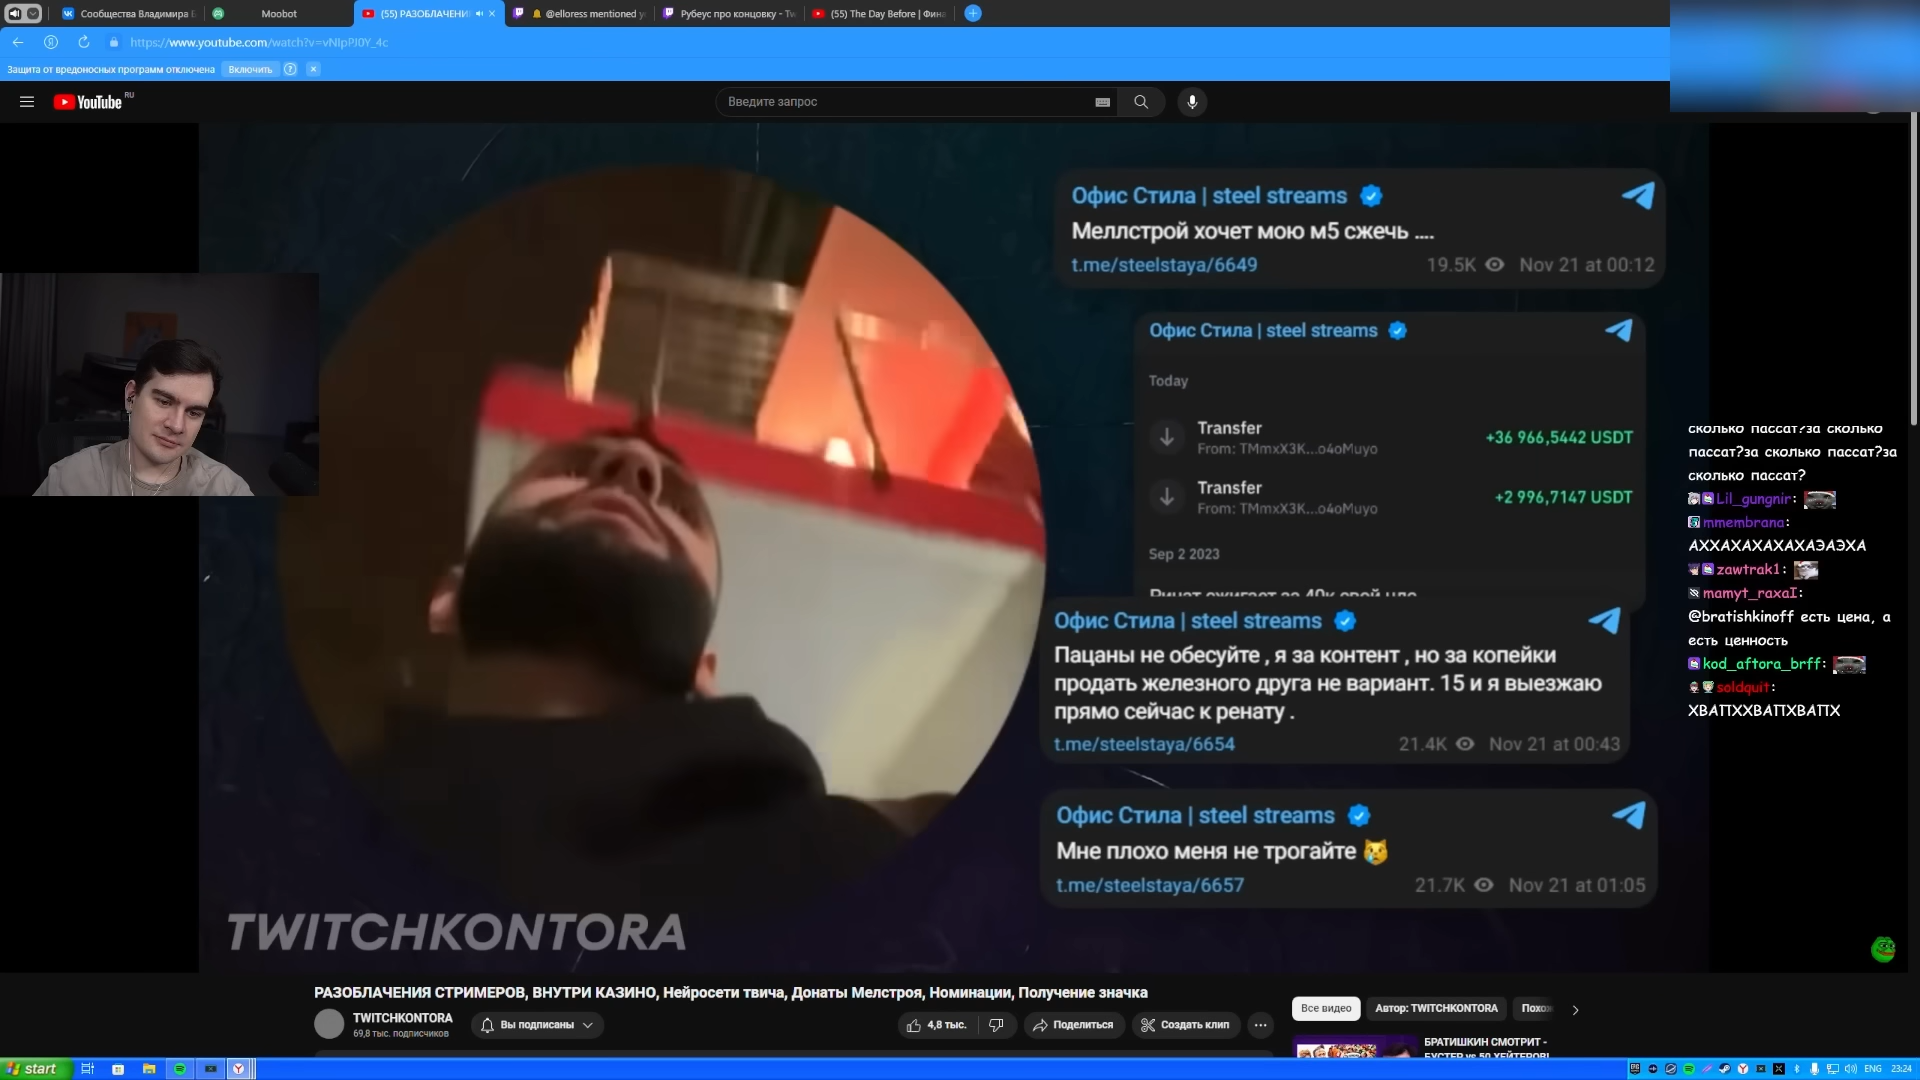 Сообщества Владимира Б
Moobot
(55) РАЗОБЛАЧЕНИ
@elloress mentioned y
Рубеус про концовку - Tw
(55) The Day Before | Фина
https://www.youtube.com/watch?v=vNIpPJ0Y_4c
Защита от вредоносных программ отключена
Включить
YouTube RU
Введите запрос
Офис Стила | steel streams
Меллстрой хочет мою м5 сжечь ....
t.me/steelstaya/6649 19.5K Nov 21 at 00:12
Офис Стила | steel streams
Today
Transfer +36 966,5442 USDT
From: TMmxX3K...o4oMuyo
Transfer +2 996,7147 USDT
From: TMmxX3K...o4oMuyo
Sep 2 2023
Офис Стила | steel streams
Пацаны не обесуйте , я за контент , но за копейки
продать железного друга не вариант. 15 и я выезжаю
прямо сейчас к ренату .
t.me/steelstaya/6654 21.4K Nov 21 at 00:43
Офис Стила | steel streams
Мне плохо меня не трогайте 😿
t.me/steelstaya/6657 21.7K Nov 21 at 01:05
TWITCHKONTORA
сколько пассат?за сколько
пассат?за сколько пассат?за
сколько пассат?
Lil_gungnir:
mmembrana:
АХХАХАХАХАХАЭАЭХА
zawtrak1:
mamyt_raxaI:
@bratishkinoff есть цена, а
есть ценность
kod_aftora_brff:
soldquit:
ХВАПХХВАПХВАПХ
РАЗОБЛАЧЕНИЯ СТРИМЕРОВ, ВНУТРИ КАЗИНО, Нейросети твича, Донаты Мелстроя, Номинации, Получение значка
TWITCHKONTORA
69,8 тыс. подписчиков
Вы подписаны
4,8 тыс.
Поделиться
Создать клип
Все видео
Автор: TWITCHKONTORA
Похож
БРАТИШКИН СМОТРИТ -
БУСТЕР vs 50 ХЕЙТЕРОВ!
start
ENG 23:24